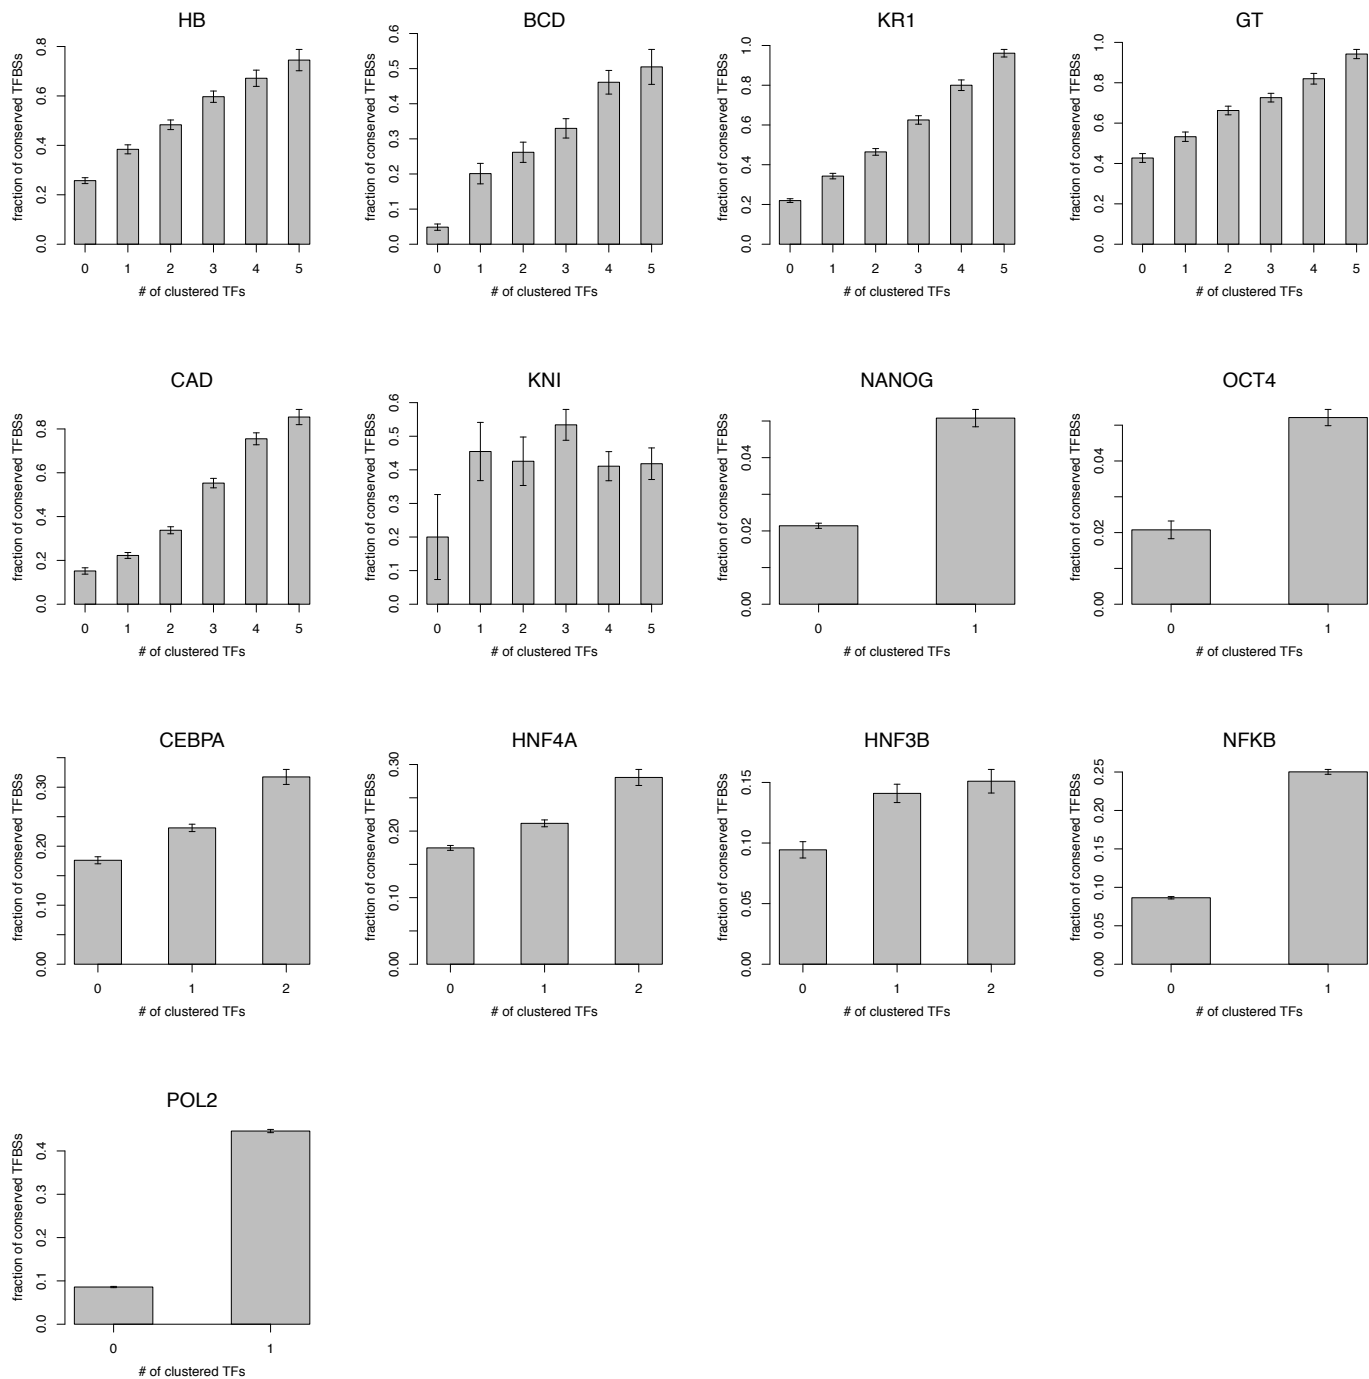 HB
fraction of conserved TFBSs
0.0 0.2 0.4 0.6 0.8
0 1 2 3 4 5
# of clustered TFs
BCD
fraction of conserved TFBSs
0.0 0.1 0.2 0.3 0.4 0.5 0.6
0 1 2 3 4 5
# of clustered TFs
KR1
fraction of conserved TFBSs
0.0 0.2 0.4 0.6 0.8 1.0
0 1 2 3 4 5
# of clustered TFs
GT
fraction of conserved TFBSs
0.0 0.2 0.4 0.6 0.8 1.0
0 1 2 3 4 5
# of clustered TFs
CAD
fraction of conserved TFBSs
0.0 0.2 0.4 0.6 0.8
0 1 2 3 4 5
# of clustered TFs
KNI
fraction of conserved TFBSs
0.0 0.1 0.2 0.3 0.4 0.5 0.6
0 1 2 3 4 5
# of clustered TFs
NANOG
fraction of conserved TFBSs
0.00 0.02 0.04
0 1
# of clustered TFs
OCT4
fraction of conserved TFBSs
0.00 0.02 0.04
0 1
# of clustered TFs
CEBPA
fraction of conserved TFBSs
0.00 0.10 0.20 0.30
0 1 2
# of clustered TFs
HNF4A
fraction of conserved TFBSs
0.00 0.10 0.20 0.30
0 1 2
# of clustered TFs
HNF3B
fraction of conserved TFBSs
0.00 0.05 0.10 0.15
0 1 2
# of clustered TFs
NFKB
fraction of conserved TFBSs
0.00 0.05 0.10 0.15 0.20 0.25
0 1
# of clustered TFs
POL2
fraction of conserved TFBSs
0.0 0.1 0.2 0.3 0.4
0 1
# of clustered TFs